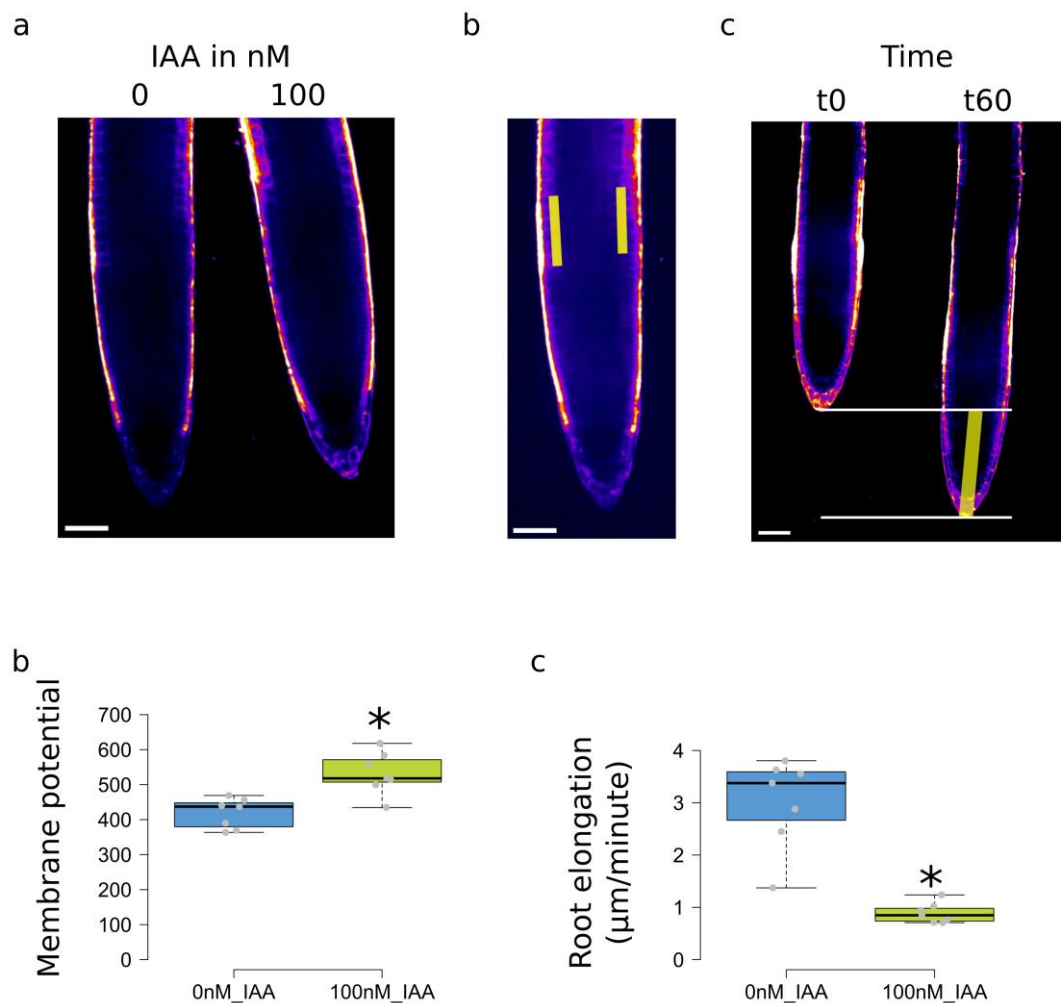 a
IAA in nM
0 100
b
c
Time
t0 t60
b
Membrane potential
700
600
500
400
300
200
100
0
*
0nM_IAA 100nM_IAA
c
Root elongation
(µm/minute)
4
3
2
1
0
*
0nM_IAA 100nM_IAA